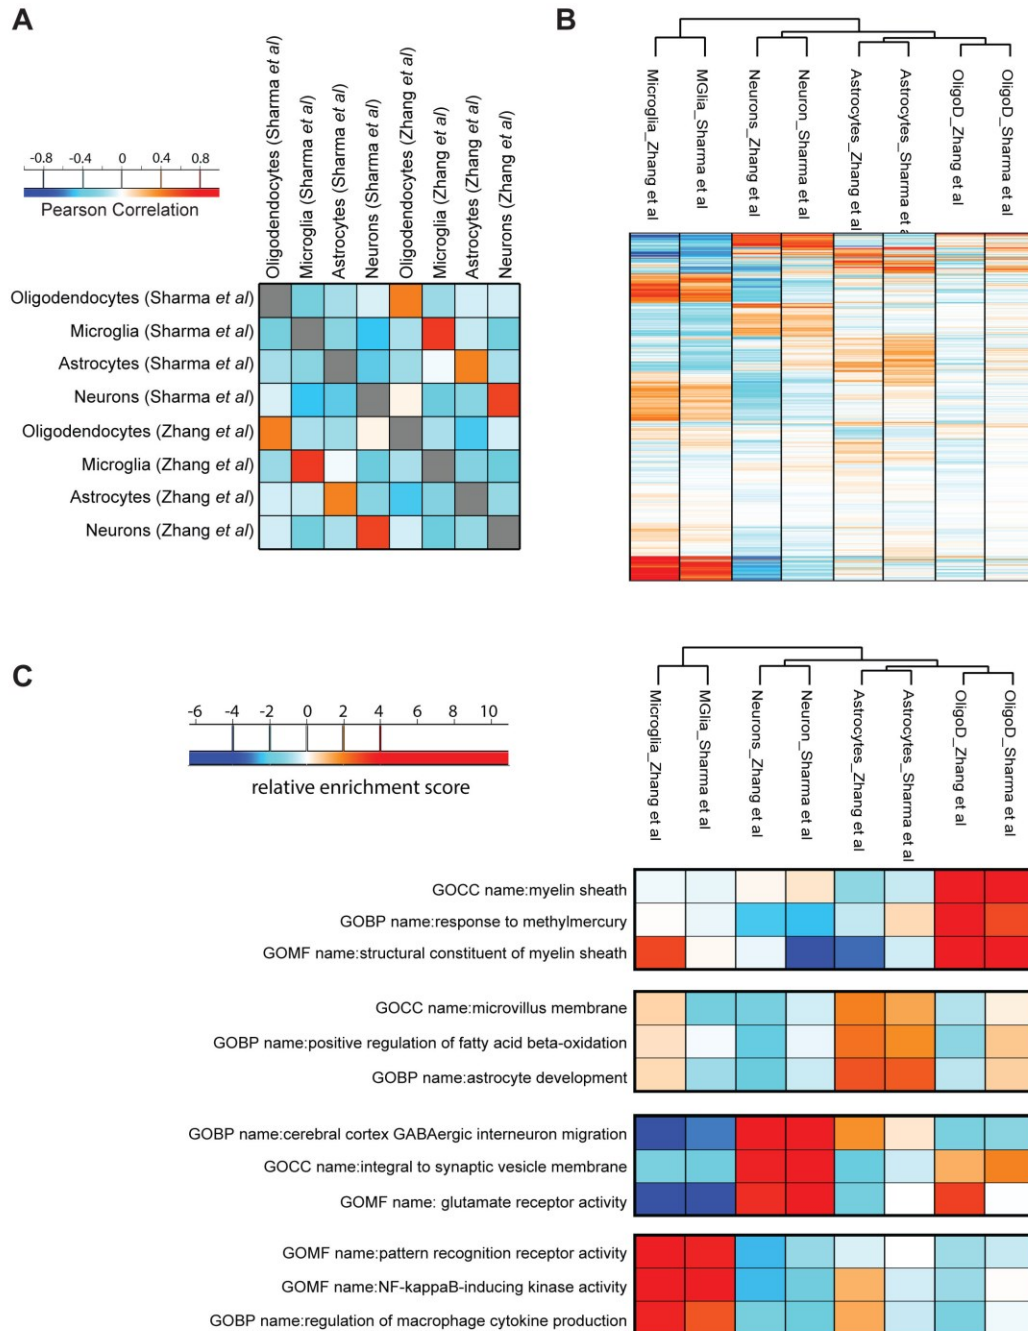 A
B
Oligodendocytes (Sharma et al)
Microglia (Sharma et al)
Astrocytes (Sharma et al)
Neurons (Sharma et al)
Oligodendocytes (Zhang et al)
Microglia (Zhang et al)
Astrocytes (Zhang et al)
Neurons (Zhang et al)
-0.8 -0.4 0 0.4 0.8
Pearson Correlation
Oligodendocytes (Sharma et al)
Microglia (Sharma et al)
Astrocytes (Sharma et al)
Neurons (Sharma et al)
Oligodendocytes (Zhang et al)
Microglia (Zhang et al)
Astrocytes (Zhang et al)
Neurons (Zhang et al)
Microglia_Zhang et al
MGlia_Sharma et al
Neurons_Zhang et al
Neuron_Sharma et al
Astrocytes_Zhang et al
Astrocytes_Sharma et a
OligoD_Zhang et al
OligoD_Sharma et al
C
-6 -4 -2 0 2 4 6 8 10
relative enrichment score
Microglia_Zhang et al
MGlia_Sharma et al
Neurons_Zhang et al
Neuron_Sharma et al
Astrocytes_Zhang et al
Astrocytes_Sharma et al
OligoD_Zhang et al
OligoD_Sharma et al
GOCC name:myelin sheath
GOBP name:response to methylmercury
GOMF name:structural constituent of myelin sheath
GOCC name:microvillus membrane
GOBP name:positive regulation of fatty acid beta-oxidation
GOBP name:astrocyte development
GOBP name:cerebral cortex GABAergic interneuron migration
GOCC name:integral to synaptic vesicle membrane
GOMF name: glutamate receptor activity
GOMF name:pattern recognition receptor activity
GOMF name:NF-kappaB-inducing kinase activity
GOBP name:regulation of macrophage cytokine production